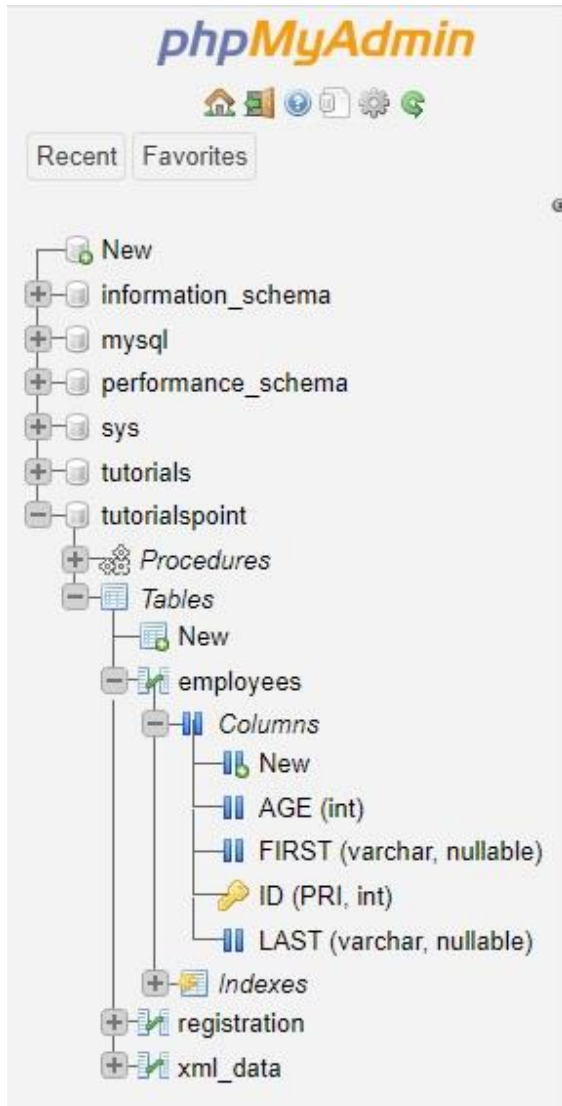 phpMyAdmin
Recent Favorites
New
information_schema
mysql
performance_schema
sys
tutorials
tutorialspoint
Procedures
Tables
New
employees
Columns
New
AGE (int)
FIRST (varchar, nullable)
ID (PRI, int)
LAST (varchar, nullable)
Indexes
registration
xml_data